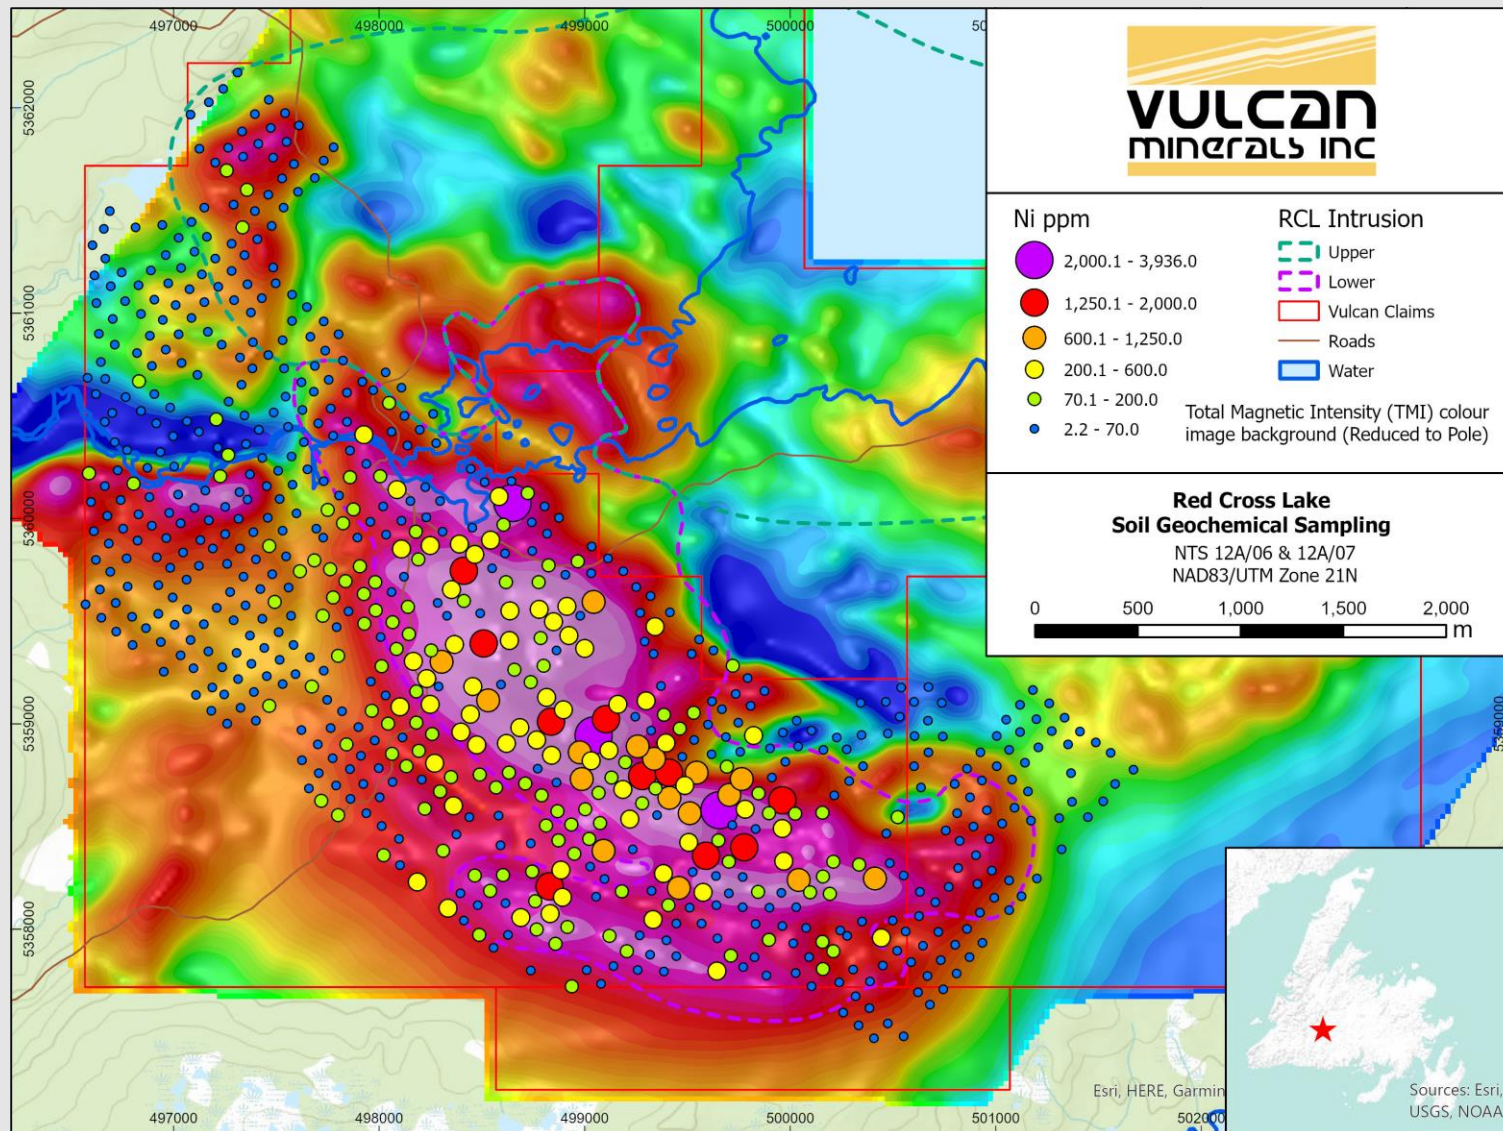 497000
498000
499000
500000
50
5362000
5361000
5360000
5359000
5358000
VULCAN
MINERALS INC
Ni ppm
2,000.1 - 3,936.0
1,250.1 - 2,000.0
600.1 - 1,250.0
200.1 - 600.0
70.1 - 200.0
2.2 - 70.0
RCL Intrusion
Upper
Lower
Vulcan Claims
Roads
Water
Total Magnetic Intensity (TMI) colour
image background (Reduced to Pole)
Red Cross Lake
Soil Geochemical Sampling
NTS 12A/06 & 12A/07
NAD83/UTM Zone 21N
0 500 1,000 1,500 2,000
m
5359000
Esri, HERE, Garmin
Sources: Esri,
USGS, NOAA
497000
498000
499000
500000
501000
502000